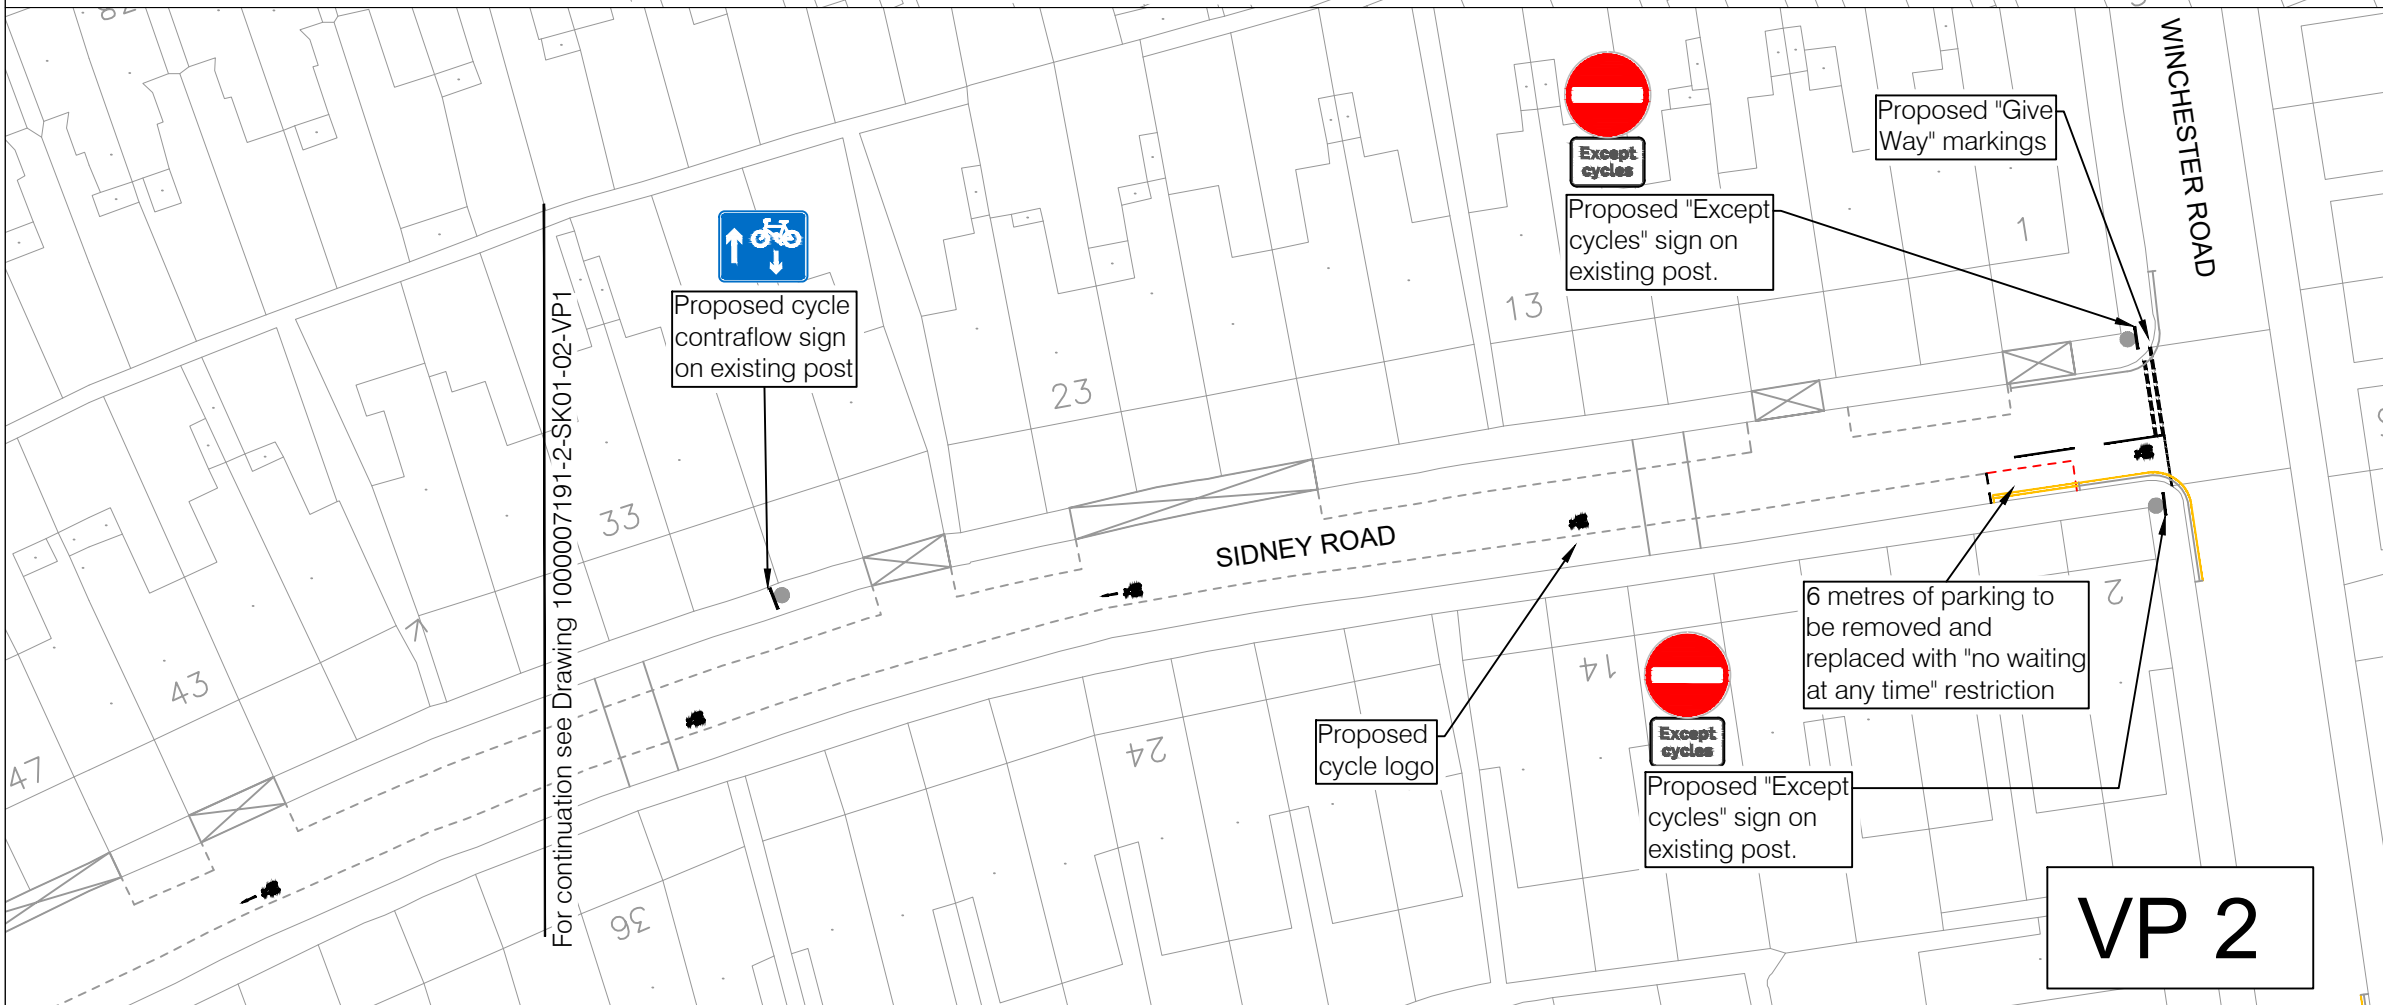 82
WINCHESTER ROAD
Proposed "Give
Way" markings
Except
cycles
Proposed "Except
cycles" sign on
existing post.
1
13
Proposed cycle
contraflow sign
on existing post
23
33
For continuation see Drawing 1000007191-2-SK01-02-VP1
SIDNEY ROAD
43
47
6 metres of parking to
be removed and
replaced with "no waiting
at any time" restriction
2
14
Except
cycles
Proposed
cycle logo
24
Proposed "Except
cycles" sign on
existing post.
36
VP 2